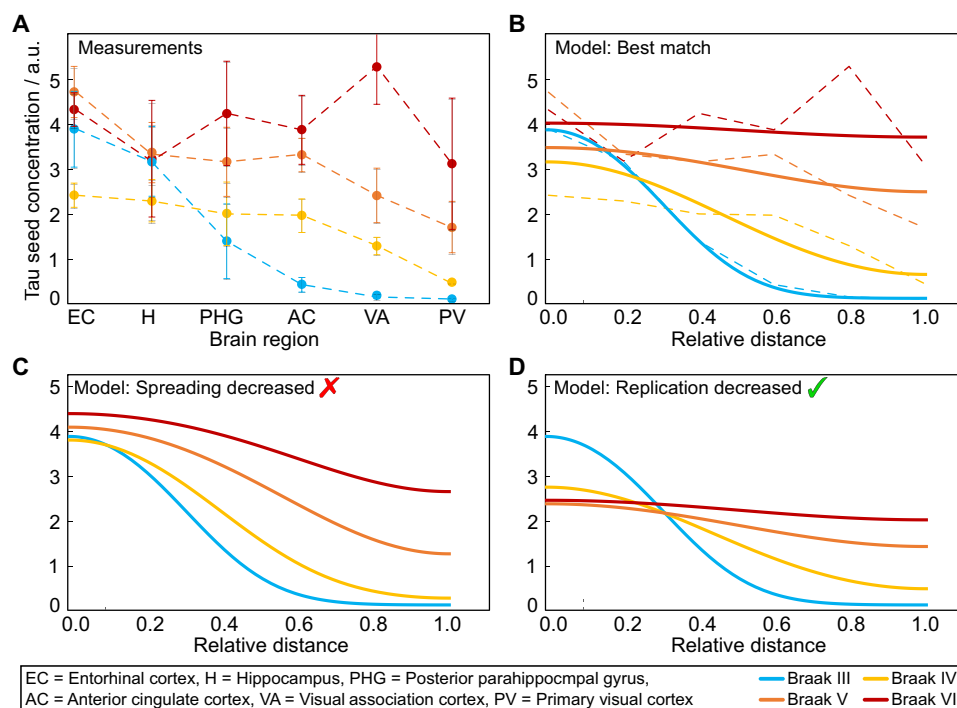 A
Measurements
Tau seed concentration / a.u.
5
4
3
2
1
0
EC H PHG AC VA PV
Brain region
B
Model: Best match
5
4
3
2
1
0
0.0 0.2 0.4 0.6 0.8 1.0
Relative distance
C
Model: Spreading decreased ✗
5
4
3
2
1
0
0.0 0.2 0.4 0.6 0.8 1.0
Relative distance
D
Model: Replication decreased ✓
5
4
3
2
1
0
0.0 0.2 0.4 0.6 0.8 1.0
Relative distance
EC = Entorhinal cortex, H = Hippocampus, PHG = Posterior parahippocmpal gyrus,
AC = Anterior cingulate cortex, VA = Visual association cortex, PV = Primary visual cortex
Braak III Braak IV
Braak V Braak VI